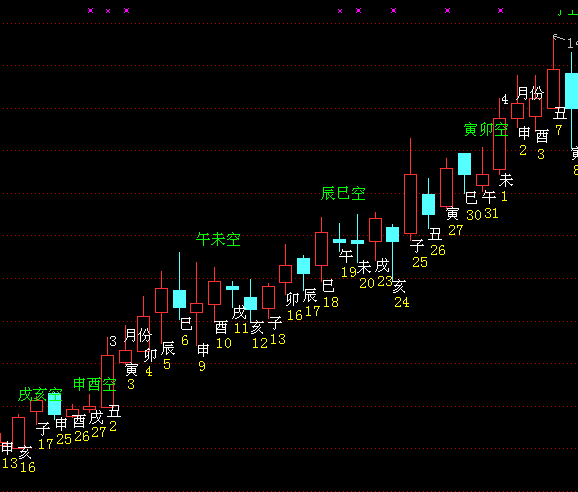 4 月份
丑
7
寅卯空
申
2
酉
3
寅
8
未
1
辰巳空
巳
30
午
31
寅
27
午未空
午
19
未
20
戌
23
亥
24
子
25
丑
26
巳
18
辰
17
卯
16
3 月份
巳
6
酉
10
戌
11
亥
12
子
13
寅
3
卯
4
辰
5
申
9
戌亥空
申酉空
丑
2
子
17
申
25
酉
26
戌
27
申
13
亥
16